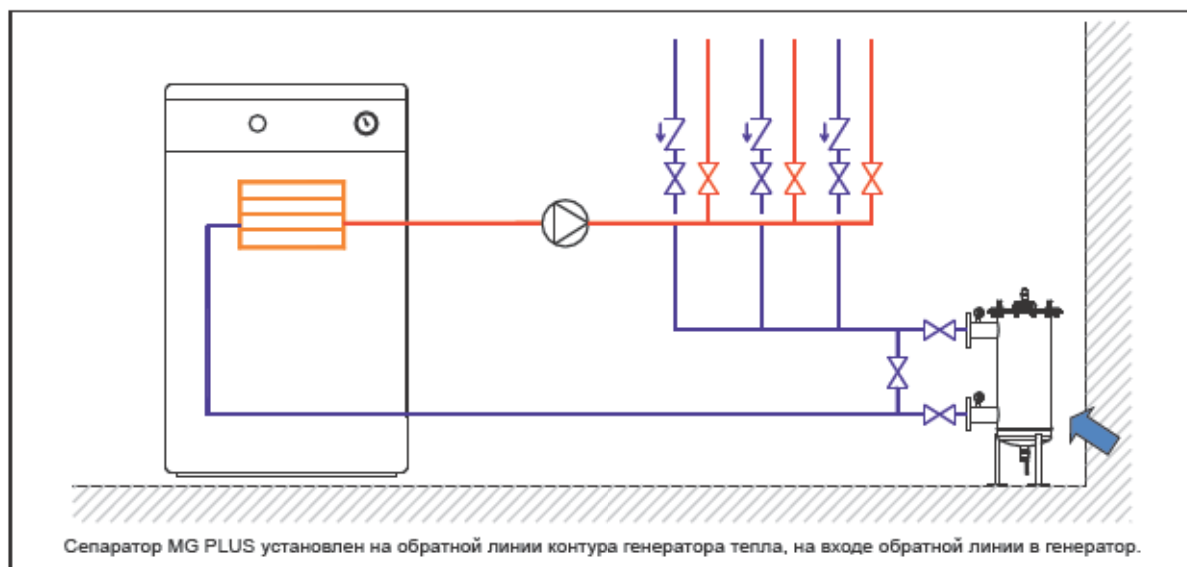 Сепаратор MG PLUS установлен на обратной линии контура генератора тепла, на входе обратной линии в генератор.